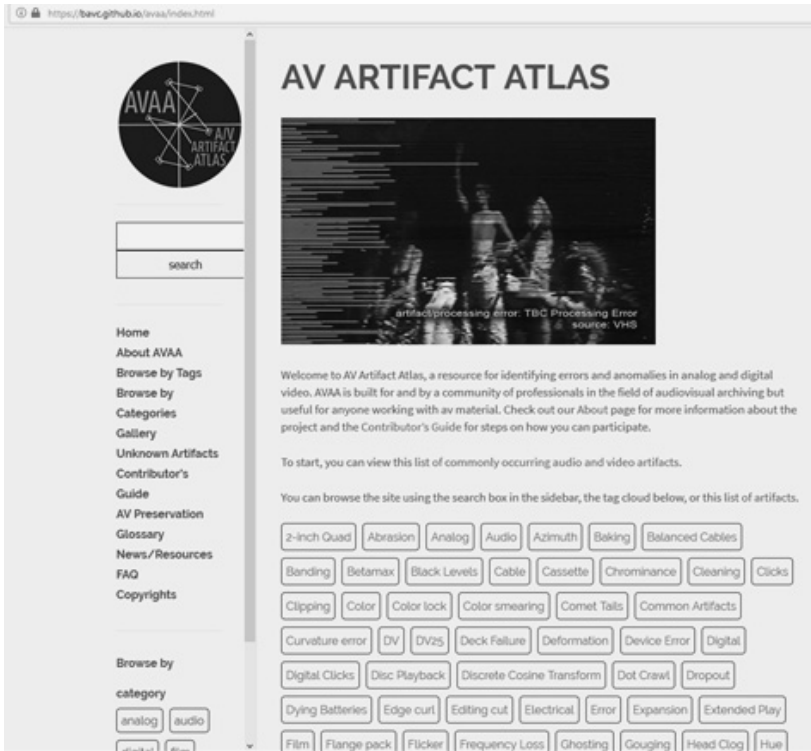 https://bavc.github.io/avaa/index.html
AVAA
A/V
ARTIFACT
ATLAS
search
Home
About AVAA
Browse by Tags
Browse by
Categories
Gallery
Unknown Artifacts
Contributor's
Guide
AV Preservation
Glossary
News/Resources
FAQ
Copyrights
Browse by
category
analog audio
digital film
AV ARTIFACT ATLAS
artifact/processing error: TBC Processing Error
source: VHS
Welcome to AV Artifact Atlas, a resource for identifying errors and anomalies in analog and digital
video. AVAA is built for and by a community of professionals in the field of audiovisual archiving but
useful for anyone working with av material. Check out our About page for more information about the
project and the Contributor's Guide for steps on how you can participate.
To start, you can view this list of commonly occurring audio and video artifacts.
You can browse the site using the search box in the sidebar, the tag cloud below, or this list of artifacts.
2-inch Quad Abrasion Analog Audio Azimuth Baking Balanced Cables
Banding Betamax Black Levels Cable Cassette Chrominance Cleaning Clicks
Clipping Color Color lock Color smearing Comet Tails Common Artifacts
Curvature error DV DV25 Deck Failure Deformation Device Error Digital
Digital Clicks Disc Playback Discrete Cosine Transform Dot Crawl Dropout
Dying Batteries Edge curl Editing cut Electrical Error Expansion Extended Play
Film Flange pack Flicker Frequency Loss Ghosting Gouging Head Clog Hue